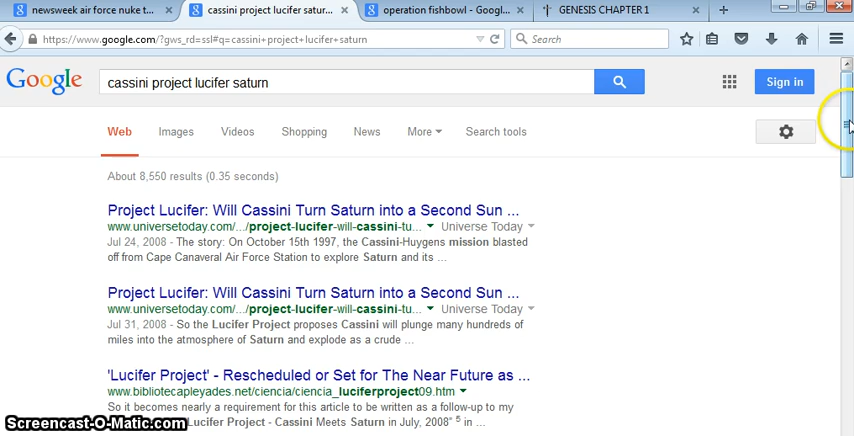 newsweek air force nuke t...
cassini project lucifer satur...
operation fishbowl - Googl...
GENESIS CHAPTER 1
https://www.google.com/?gws_rd=ssl#q=cassini+project+lucifer+saturn
Search
Google
cassini project lucifer saturn
Sign in
Web Images Videos Shopping News More Search tools
About 8,550 results (0.35 seconds)
Project Lucifer: Will Cassini Turn Saturn into a Second Sun ...
www.universetoday.com/.../project-lucifer-will-cassini-tu... Universe Today
Jul 24, 2008 - The story: On October 15th 1997, the Cassini-Huygens mission blasted
off from Cape Canaveral Air Force Station to explore Saturn and its ...
Project Lucifer: Will Cassini Turn Saturn into a Second Sun ...
www.universetoday.com/.../project-lucifer-will-cassini-tu... Universe Today
Jul 31, 2008 - So the Lucifer Project proposes Cassini will plunge many hundreds of
miles into the atmosphere of Saturn and explode as a crude ...
'Lucifer Project' - Rescheduled or Set for The Near Future as ...
www.bibliotecapleyades.net/ciencia/ciencia_luciferproject09.htm
So it becomes nearly a requirement for this article to be written as a follow-up to my
Lucifer Project - Cassini Meets Saturn in July, 2008" 5 in ...
Screencast-O-Matic.com